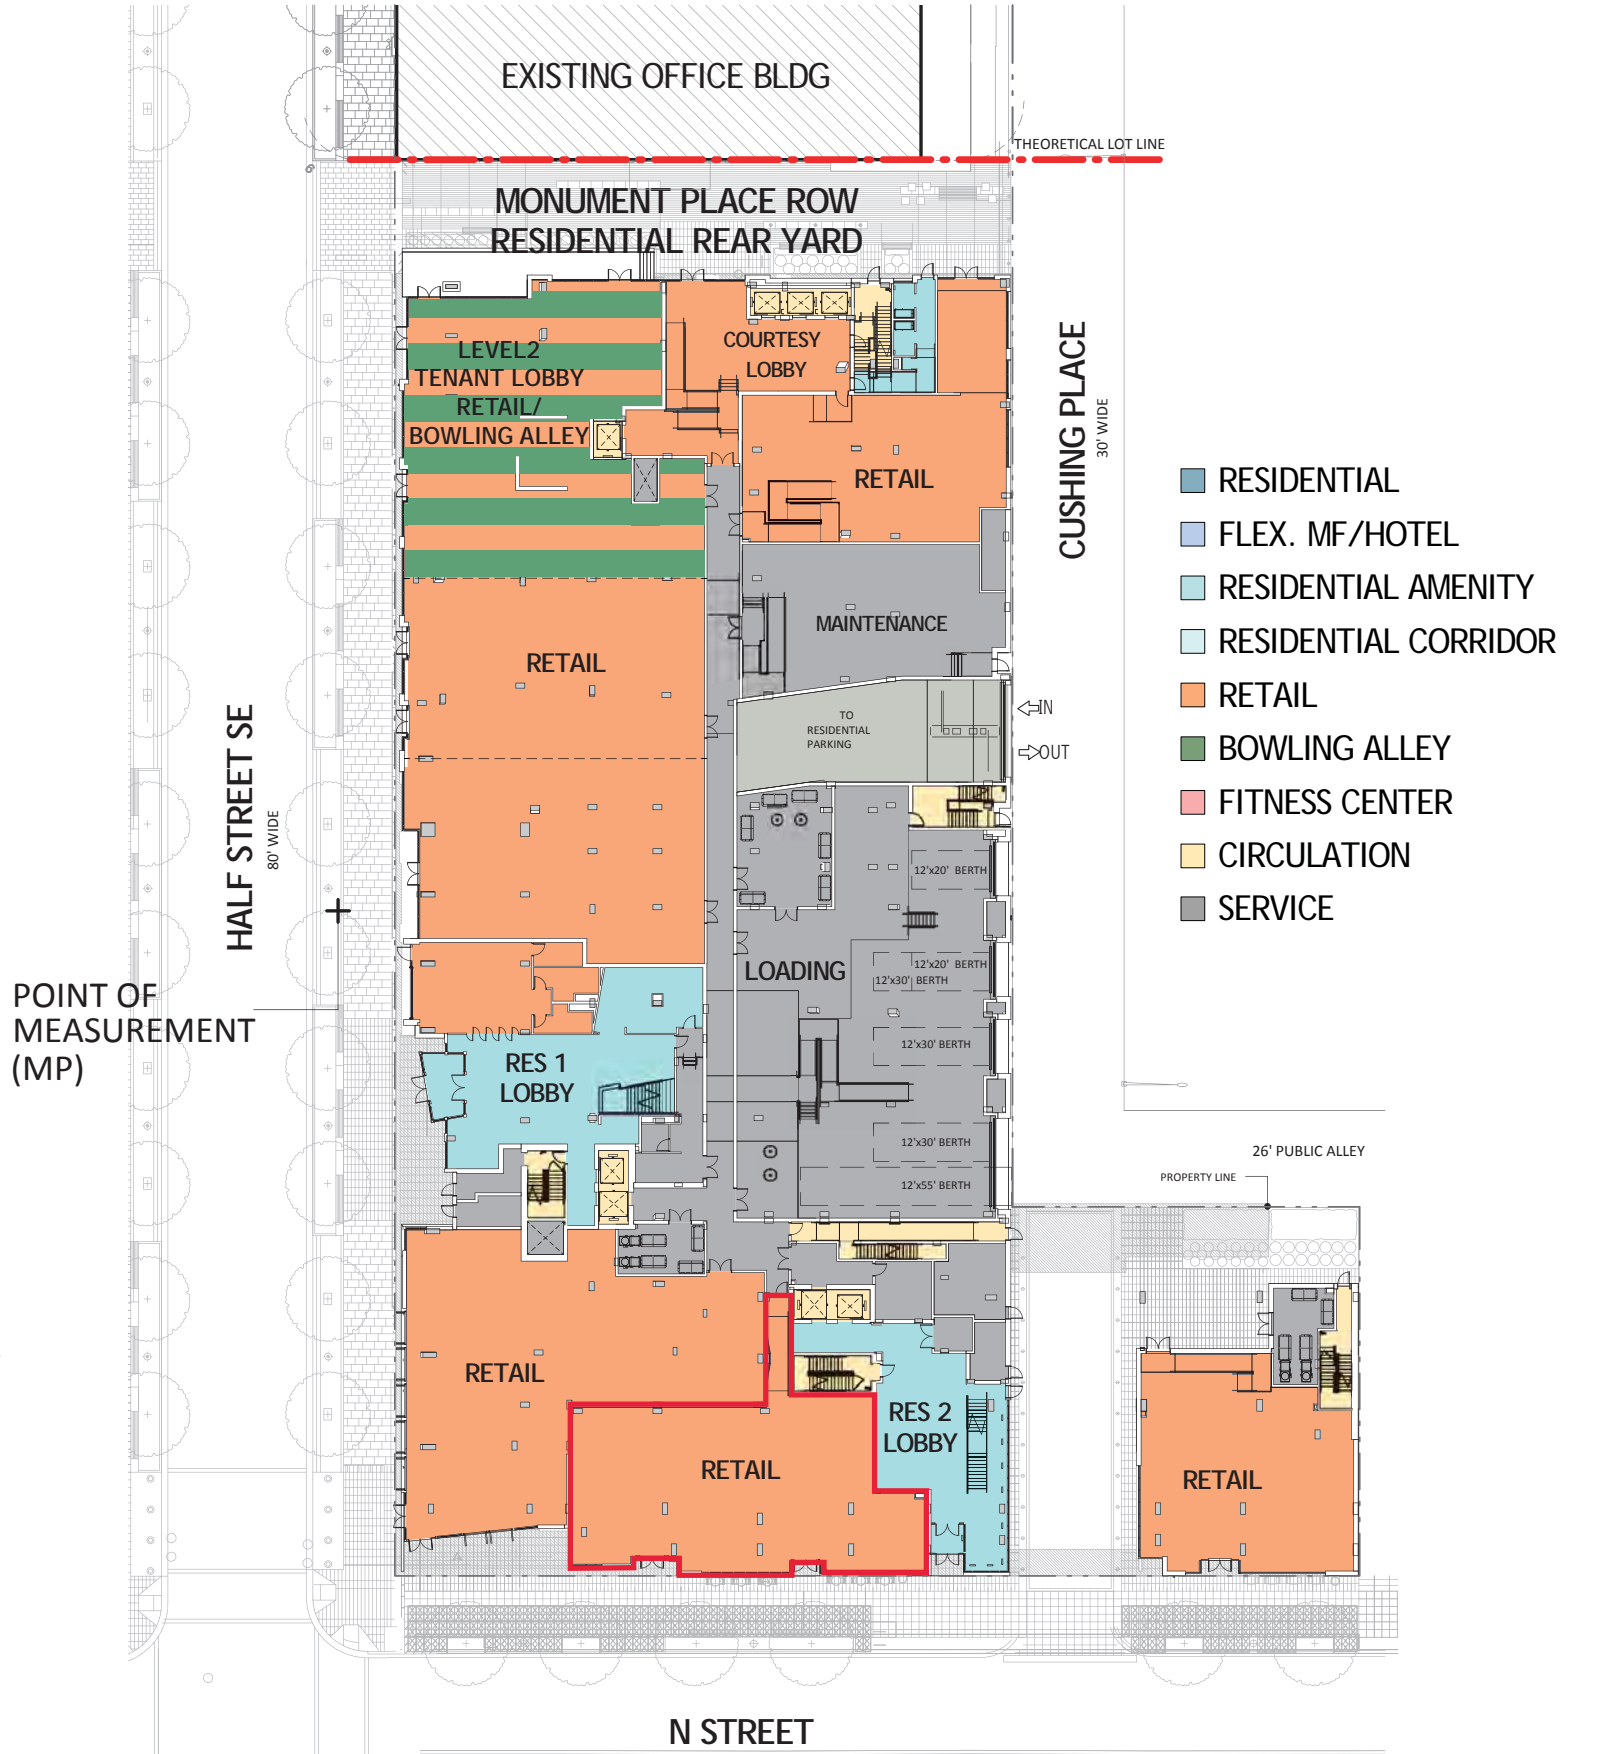 EXISTING OFFICE BLDG
THEORETICAL LOT LINE
MONUMENT PLACE ROW
RESIDENTIAL REAR YARD
LEVEL2
TENANT LOBBY
RETAIL/
BOWLING ALLEY
COURTESY
LOBBY
RETAIL
CUSHING PLACE
30' WIDE
RESIDENTIAL
FLEX. MF/HOTEL
RESIDENTIAL AMENITY
RESIDENTIAL CORRIDOR
RETAIL
BOWLING ALLEY
FITNESS CENTER
CIRCULATION
SERVICE
MAINTENANCE
RETAIL
TO
RESIDENTIAL
PARKING
IN
OUT
HALF STREET SE
80' WIDE
12'x20' BERTH
LOADING
12'x20' BERTH
12'x30' BERTH
12'x30' BERTH
12'x30' BERTH
12'x55' BERTH
POINT OF
MEASUREMENT
(MP)
RES 1
LOBBY
26' PUBLIC ALLEY
PROPERTY LINE
RETAIL
RES 2
LOBBY
RETAIL
RETAIL
N STREET